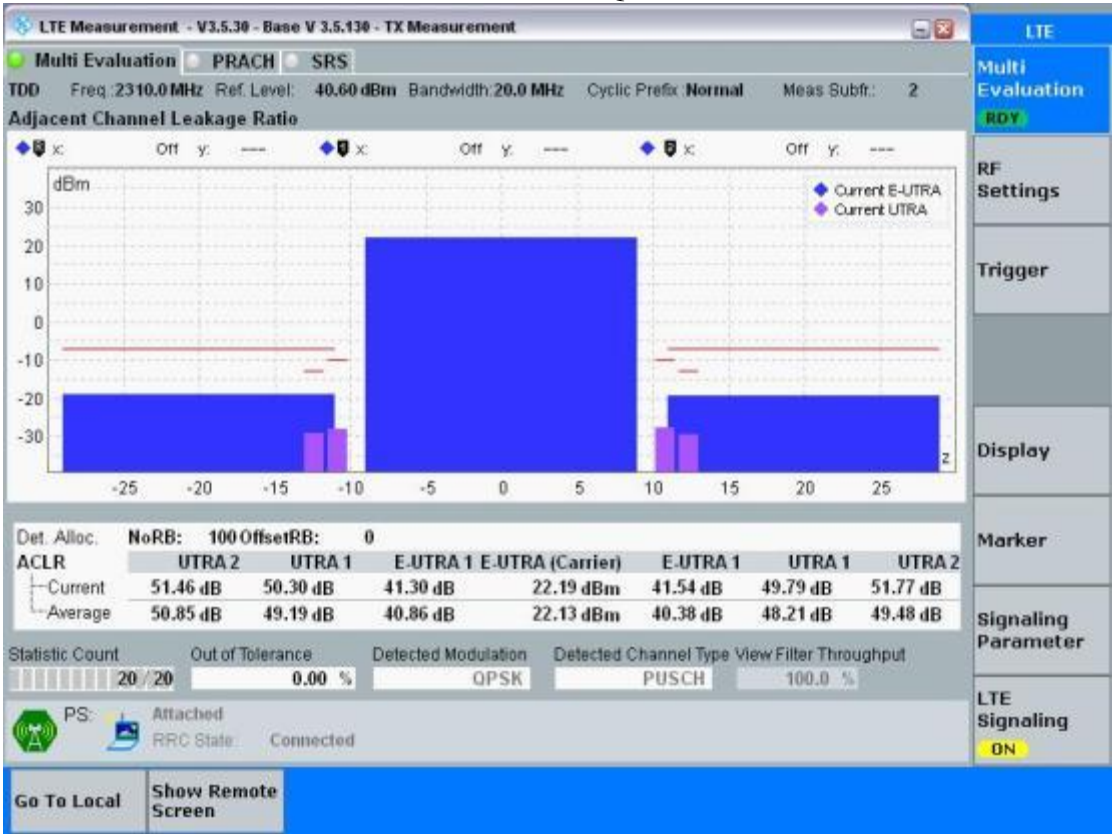 LTE Measurement - V3.5.30 - Base V 3.5.130 - TX Measurement
Multi Evaluation PRACH SRS
TDD Freq.:2310.0 MHz Ref. Level: 40.60 dBm Bandwidth:20.0 MHz Cyclic Prefix :Normal Meas Subfr.: 2
Adjacent Channel Leakage Ratio
x: Off y: --- x: Off y: --- x: Off y: ---
dBm
Current E-UTRA
Current UTRA
30
20
10
0
-10
-20
-30
z
-25 -20 -15 -10 -5 0 5 10 15 20 25
Det. Alloc. NoRB: 100 OffsetRB: 0
ACLR UTRA 2 UTRA 1 E-UTRA 1 E-UTRA (Carrier) E-UTRA 1 UTRA 1 UTRA 2
Current 51.46 dB 50.30 dB 41.30 dB 22.19 dBm 41.54 dB 49.79 dB 51.77 dB
Average 50.85 dB 49.19 dB 40.86 dB 22.13 dBm 40.38 dB 48.21 dB 49.48 dB
Statistic Count Out of Tolerance Detected Modulation Detected Channel Type View Filter Throughput
20 / 20 0.00 % QPSK PUSCH 100.0 %
PS: Attached
RRC State: Connected
Go To Local
Show Remote
Screen
LTE
Multi
Evaluation
RDY
RF
Settings
Trigger
Display
Marker
Signaling
Parameter
LTE
Signaling
ON